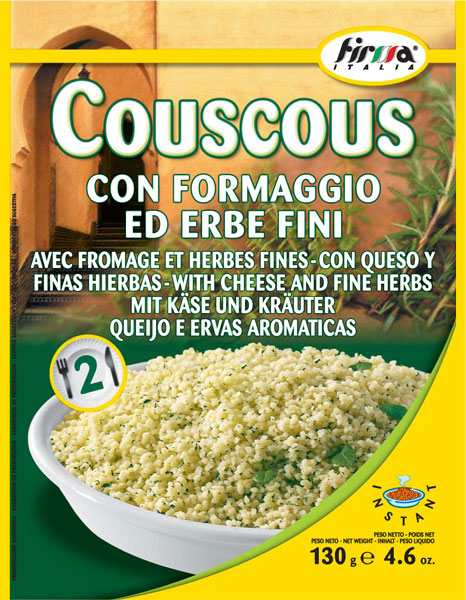 firma®
ITALIA
COUSCOUS
CON FORMAGGIO
ED ERBE FINI
AVEC FROMAGE ET HERBES FINES-CON QUESO Y
FINAS HIERBAS-WITH CHEESE AND FINE HERBS
MIT KÄSE UND KRÄUTER
QUEIJO E ERVAS AROMATICAS
2
INSTANT
PESO NETTO - POIDS NET
PESO NETO - NET WEIGHT - INHALT - PESO LIQUIDO
130 g e 4.6 oz.